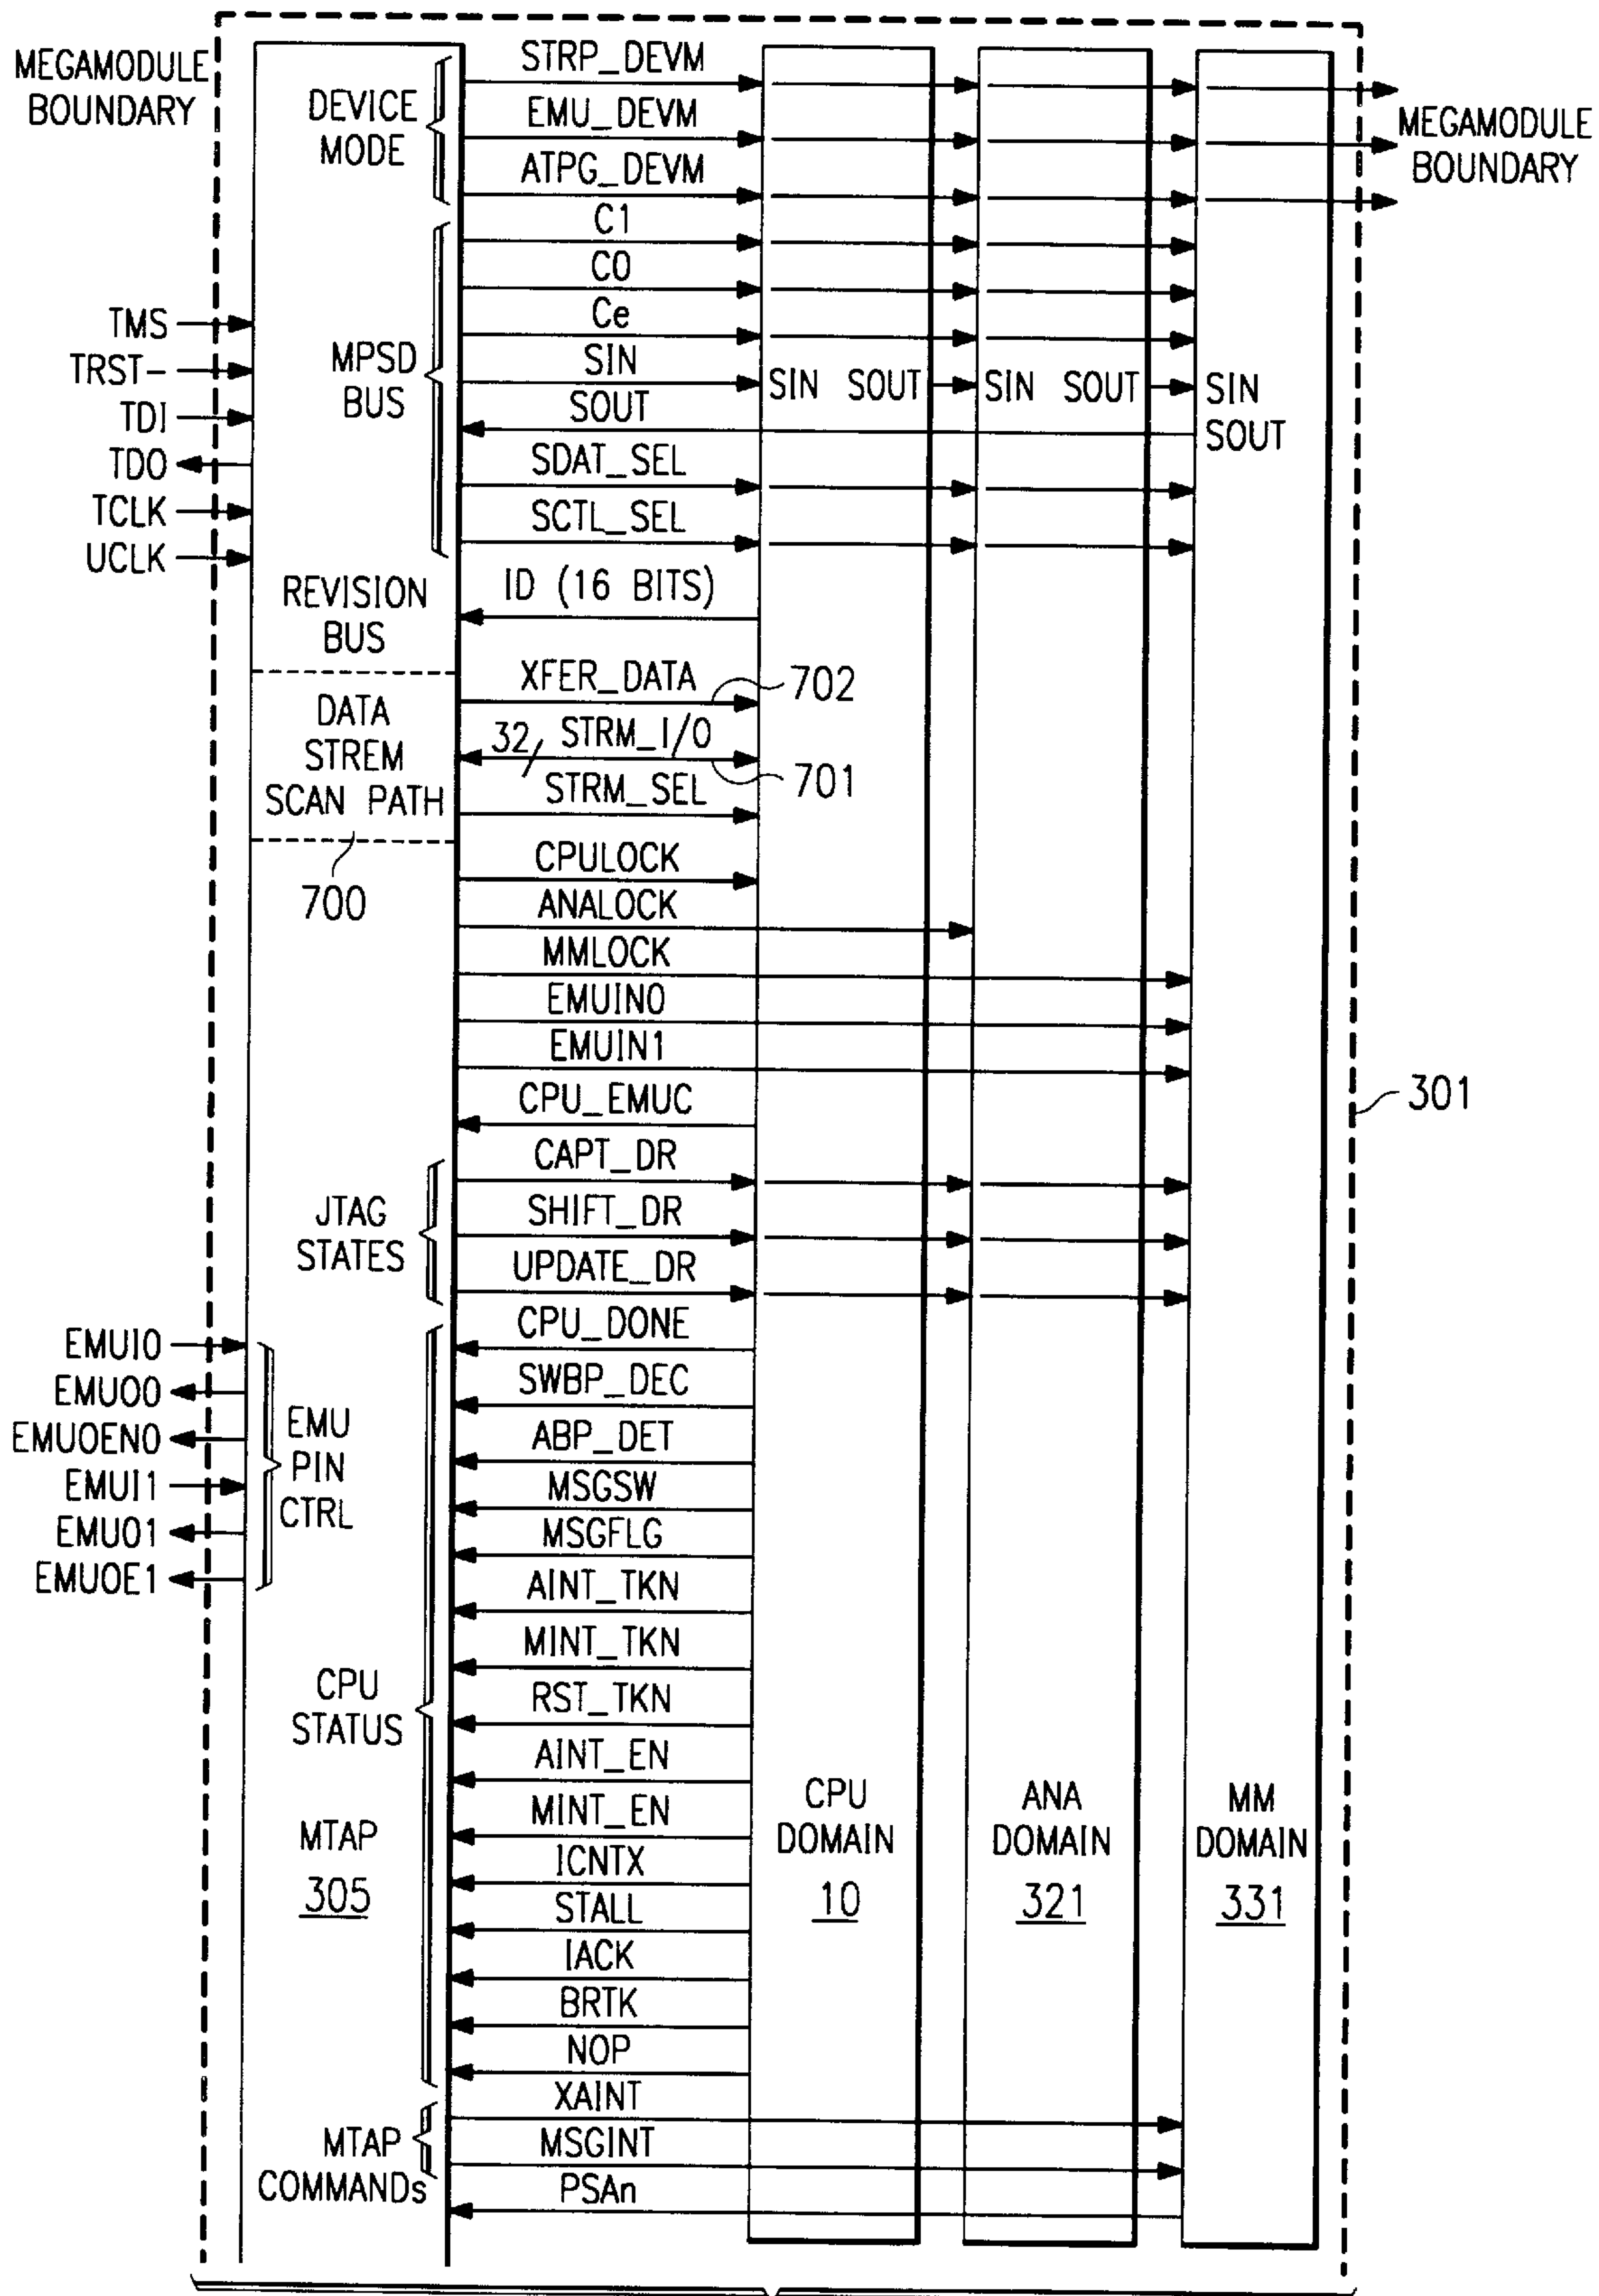 MEGAMODULE
BOUNDARY
DEVICE
MODE
STRP_DEVM
EMU_DEVM
ATPG_DEVM
MEGAMODULE
BOUNDARY
C1
C0
Ce
SIN
SOUT
SDAT_SEL
SCTL_SEL
MPSD
BUS
SIN SOUT
SIN SOUT
SIN
SOUT
TMS
TRST-
TDI
TDO
TCLK
UCLK
REVISION
BUS
ID (16 BITS)
DATA
STREM
SCAN PATH
700
XFER_DATA
702
32 STRM_I/O
701
STRM_SEL
CPULOCK
ANALOCK
MMLOCK
EMUIN0
EMUIN1
CPU_EMUC
301
JTAG
STATES
CAPT_DR
SHIFT_DR
UPDATE_DR
EMUI0
EMUO0
EMUOEN0
EMUI1
EMUO1
EMUOE1
EMU
PIN
CTRL
CPU
STATUS
CPU_DONE
SWBP_DEC
ABP_DET
MSGSW
MSGFLG
AINT_TKN
MINT_TKN
RST_TKN
AINT_EN
MINT_EN
ICNTX
STALL
IACK
BRTK
NOP
MTAP
305
CPU
DOMAIN
10
ANA
DOMAIN
321
MM
DOMAIN
331
MTAP
COMMANDs
XAINT
MSGINT
PSAn